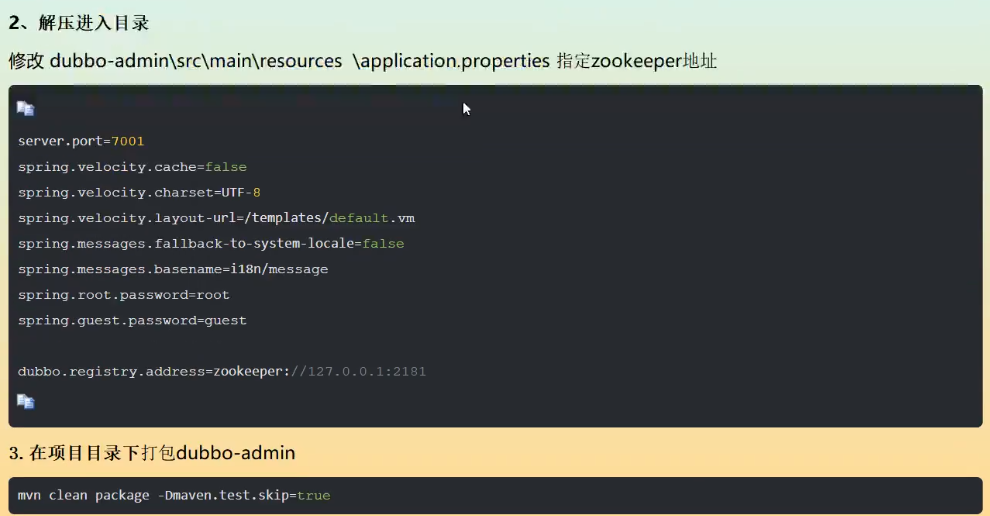 2、解压进入目录
修改 dubbo-admin\src\main\resources \application.properties 指定zookeeper地址
server.port=7001
spring.velocity.cache=false
spring.velocity.charset=UTF-8
spring.velocity.layout-url=/templates/default.vm
spring.messages.fallback-to-system-locale=false
spring.messages.basename=i18n/message
spring.root.password=root
spring.guest.password=guest
dubbo.registry.address=zookeeper://127.0.0.1:2181
3. 在项目目录下打包dubbo-admin
mvn clean package -Dmaven.test.skip=true